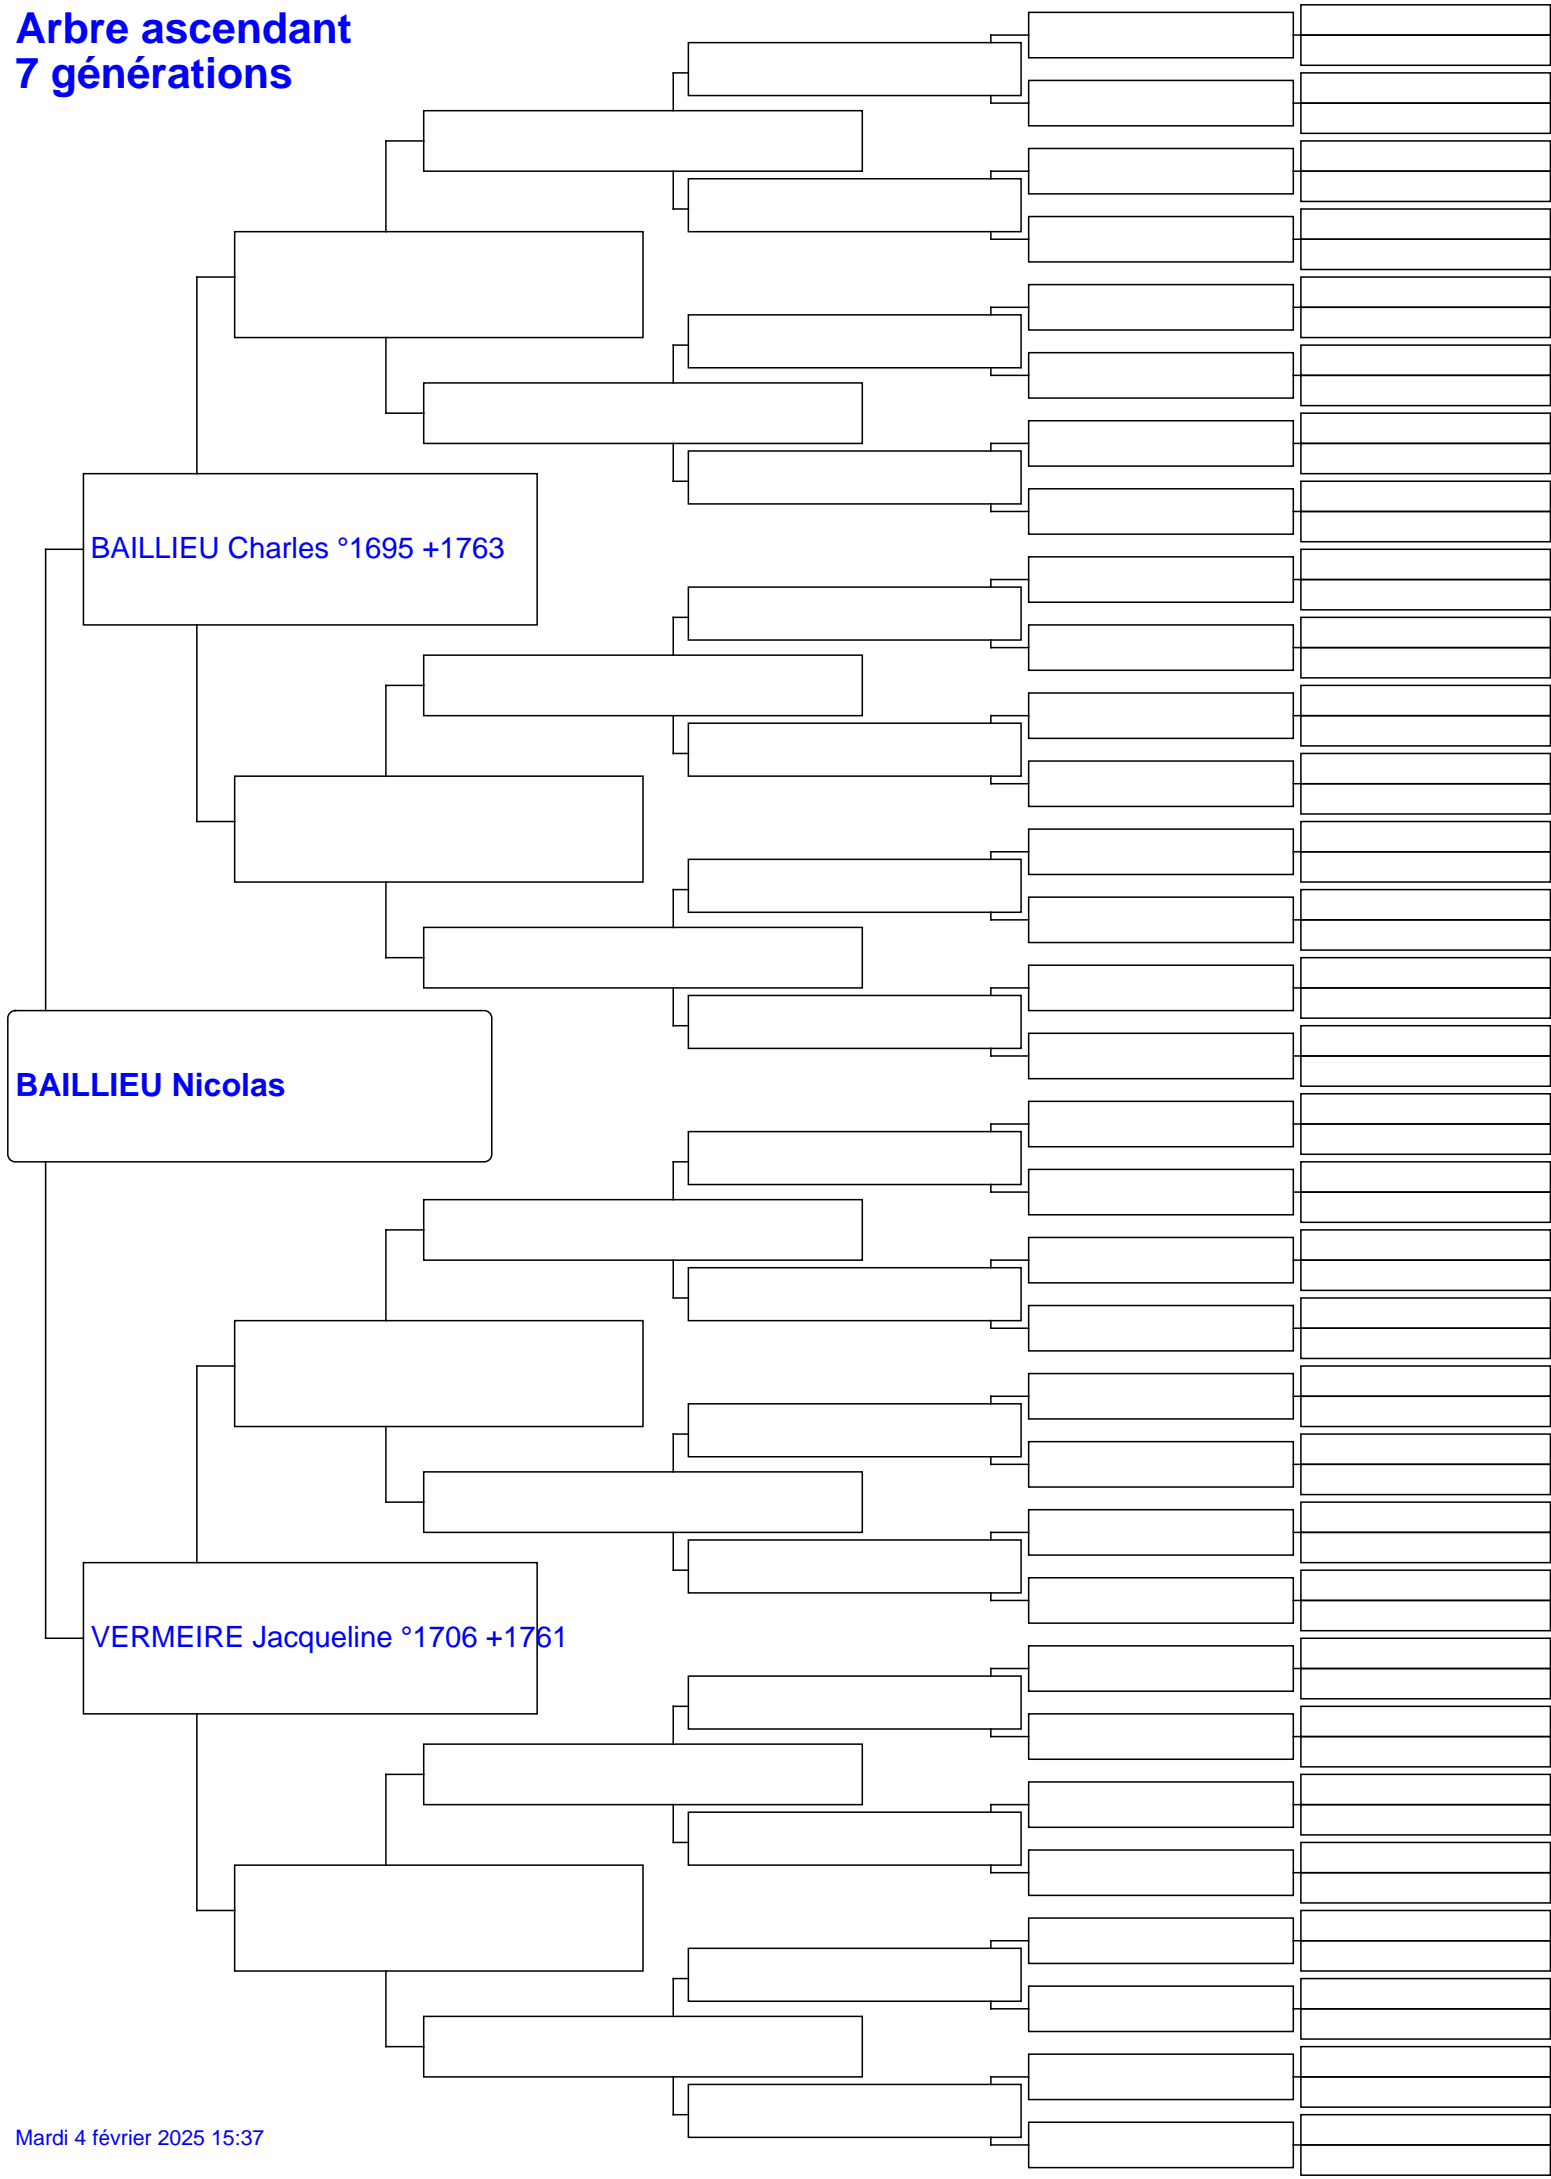 Arbre ascendant
7 générations
BAILLIEU Charles °1695 +1763
BAILLIEU Nicolas
VERMEIRE Jacqueline °1706 +1761
Mardi 4 février 2025 15:37